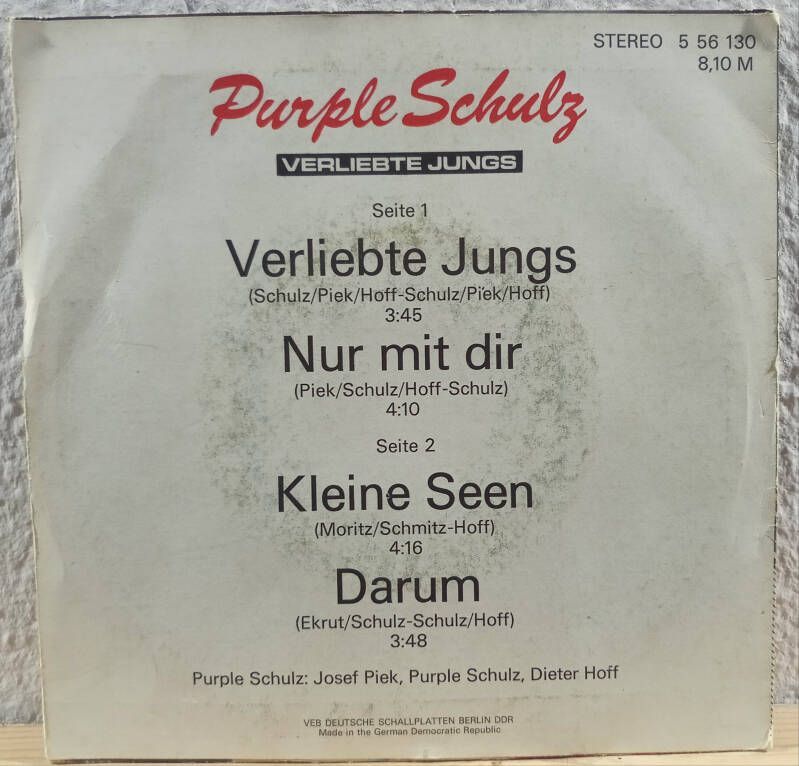 STEREO 5 56 130
8,10 M
Purple Schulz
VERLIEBTE JUNGS
Seite 1
Verliebte Jungs
(Schulz/Piek/Hoff-Schulz/Piek/Hoff)
3:45
Nur mit dir
(Piek/Schulz/Hoff-Schulz)
4:10
Seite 2
Kleine Seen
(Moritz/Schmitz-Hoff)
4:16
Darum
(Ekrut/Schulz-Schulz/Hoff)
3:48
Purple Schulz: Josef Piek, Purple Schulz, Dieter Hoff
VEB DEUTSCHE SCHALLPLATTEN BERLIN DDR
Made in the German Democratic Republic